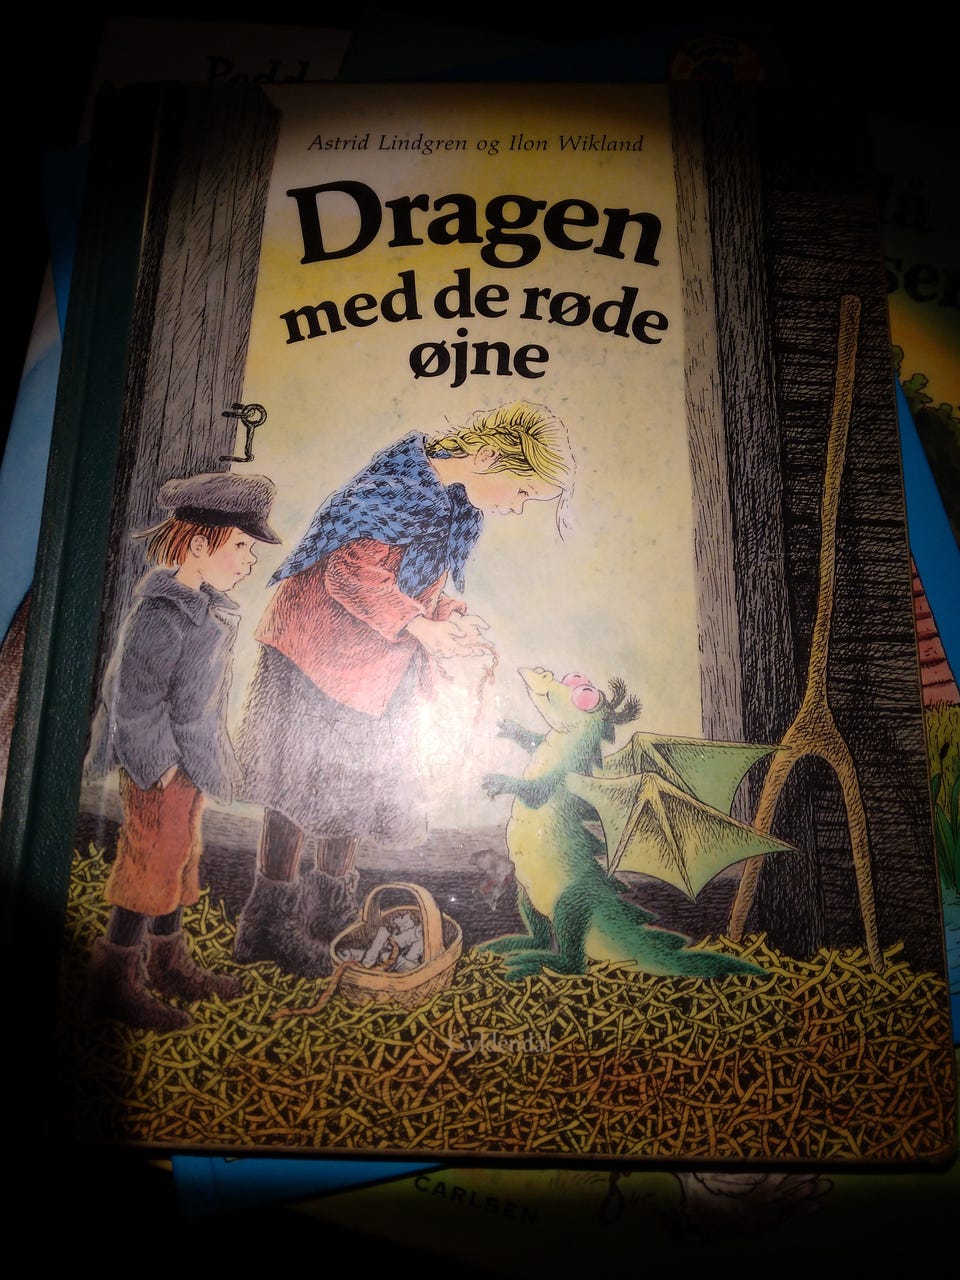 Astrid Lindgren og Ilon Wikland
Dragen
med de røde
øjne
Gyldendal
CARLSEN